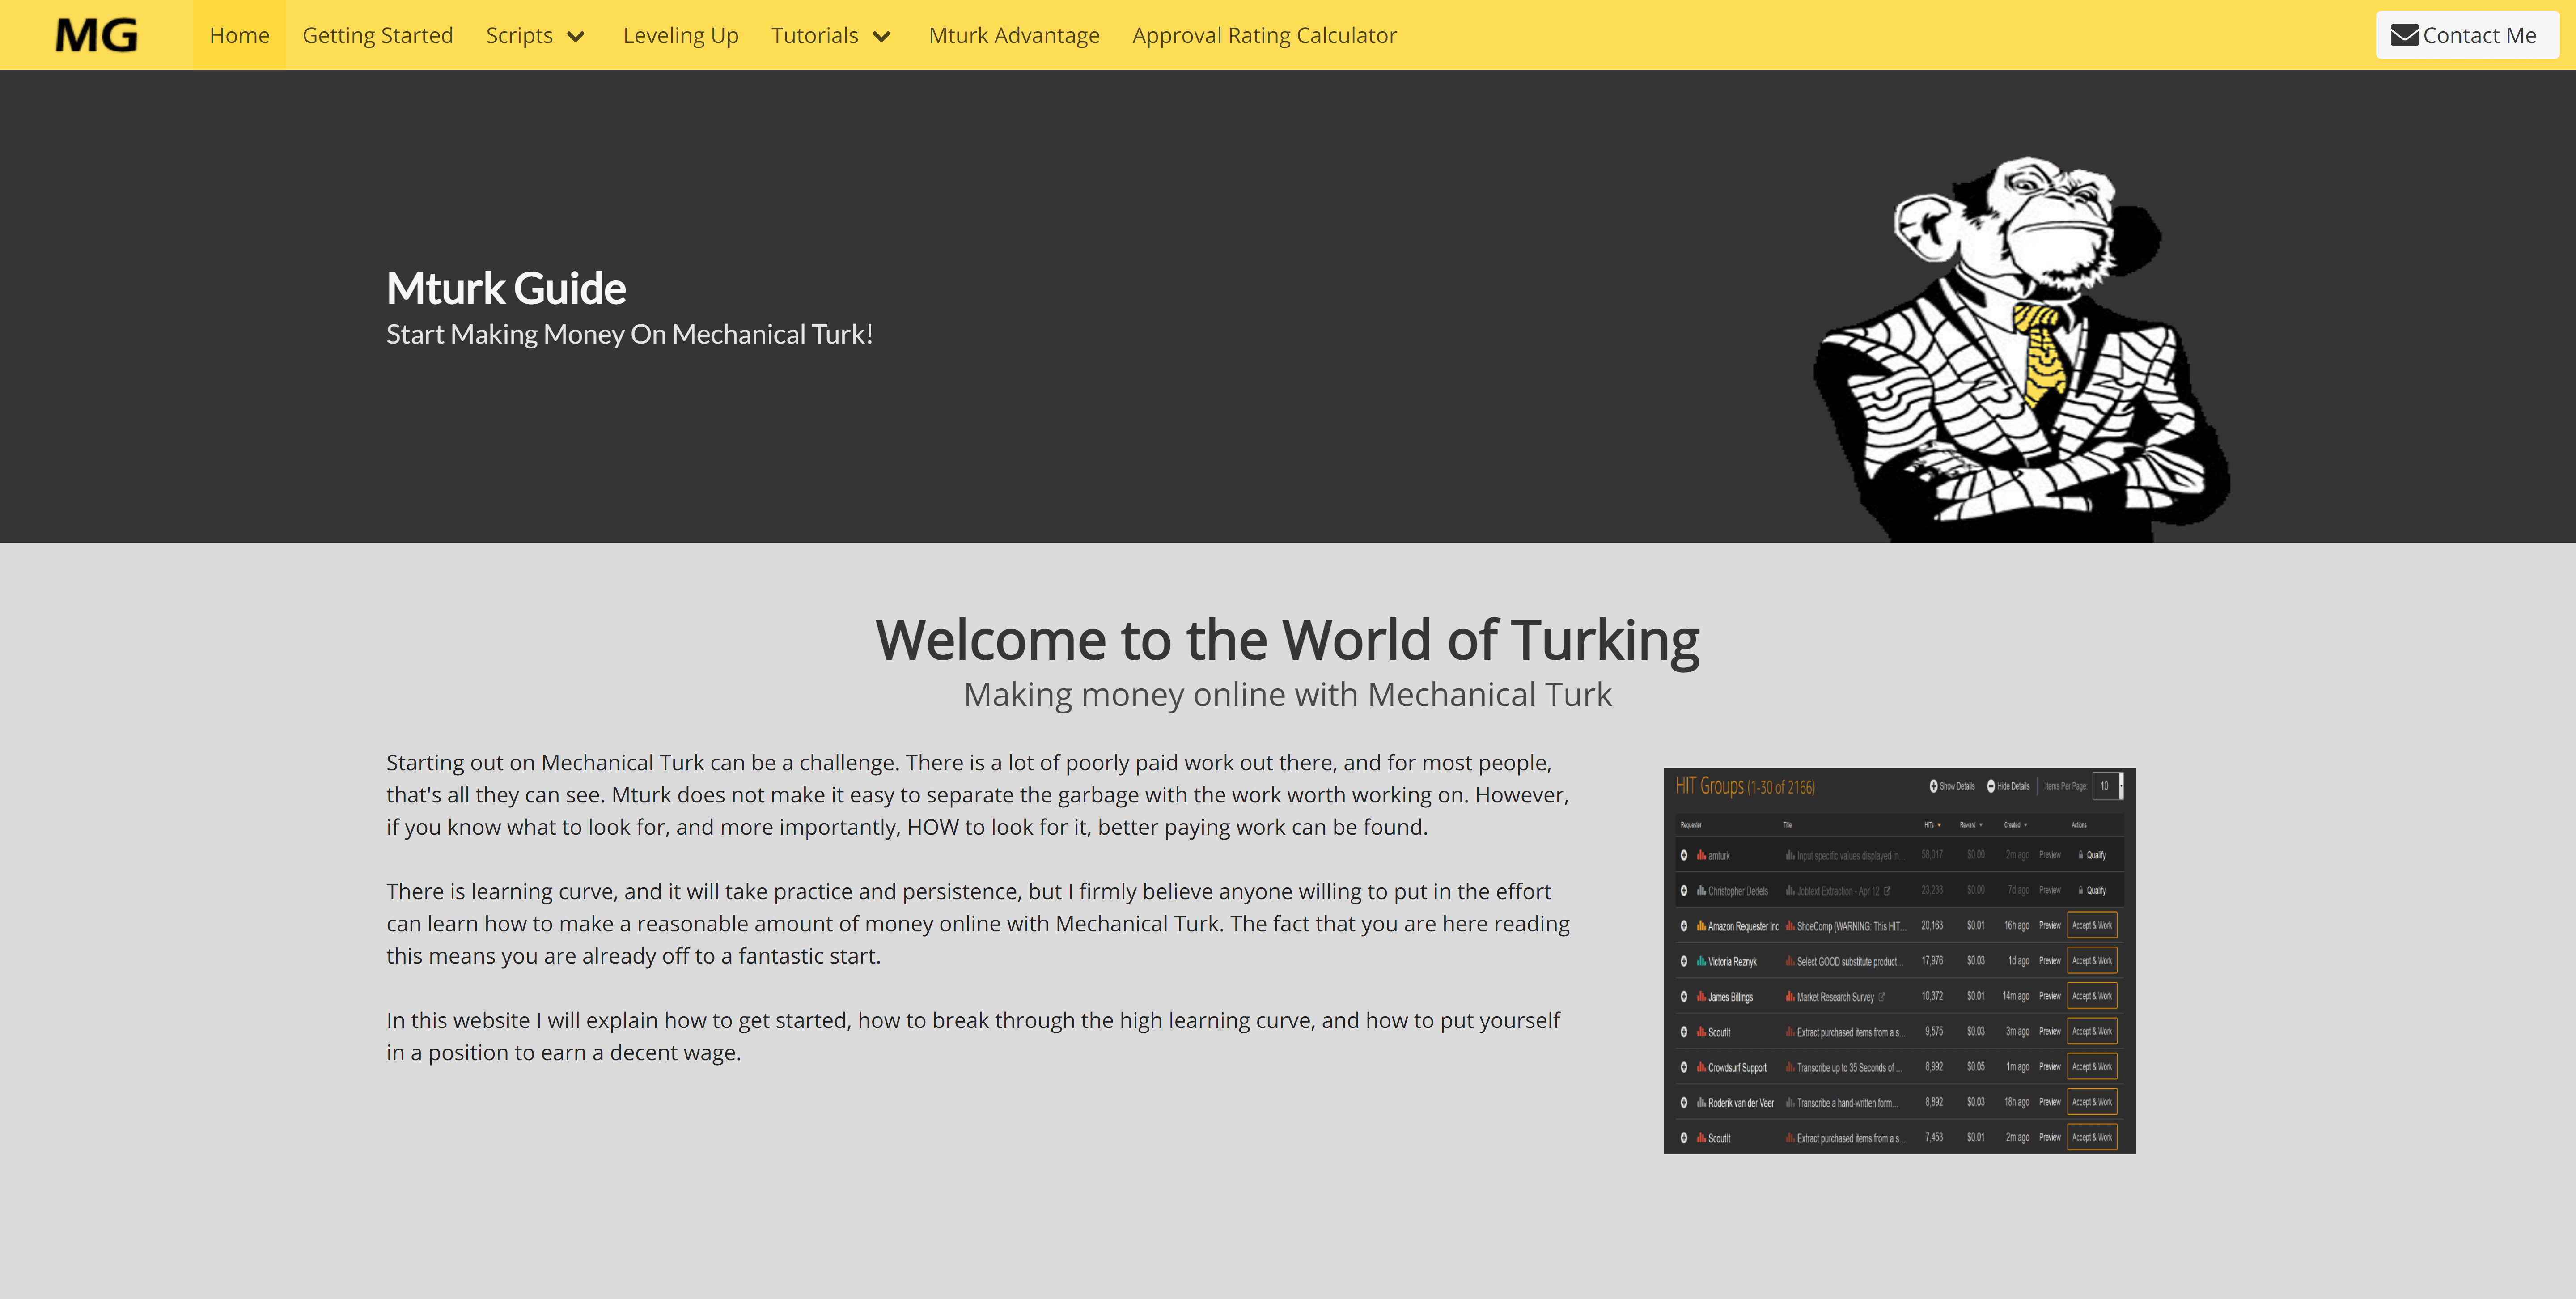 MG
Home
Getting Started
Scripts
Leveling Up
Tutorials
Mturk Advantage
Approval Rating Calculator
Contact Me
Mturk Guide
Start Making Money On Mechanical Turk!
Welcome to the World of Turking
Making money online with Mechanical Turk
Starting out on Mechanical Turk can be a challenge. There is a lot of poorly paid work out there, and for most people,
that's all they can see. Mturk does not make it easy to separate the garbage with the work worth working on. However,
if you know what to look for, and more importantly, HOW to look for it, better paying work can be found.
There is learning curve, and it will take practice and persistence, but I firmly believe anyone willing to put in the effort
can learn how to make a reasonable amount of money online with Mechanical Turk. The fact that you are here reading
this means you are already off to a fantastic start.
In this website I will explain how to get started, how to break through the high learning curve, and how to put yourself
in a position to earn a decent wage.
HIT Groups (1-30 of 2166)
Show Details
Hide Details
Items Per Page: 10
Requester Title HITs Reward Created Actions
amturk Input specific values displayed in... 58,017 $0.00 2m ago Preview Qualify
Christopher Dedels Jobtext Extraction - Apr 12 23,233 $0.00 7d ago Preview Qualify
Amazon Requester Inc ShoeComp (WARNING: This HIT... 20,163 $0.01 16h ago Preview Accept & Work
Victoria Reznyk Select GOOD substitute product... 17,976 $0.03 1d ago Preview Accept & Work
James Billings Market Research Survey 10,372 $0.01 14m ago Preview Accept & Work
ScoutIt Extract purchased items from a s... 9,575 $0.03 3m ago Preview Accept & Work
Crowdsurf Support Transcribe up to 35 Seconds of ... 8,992 $0.05 1m ago Preview Accept & Work
Roderik van der Veer Transcribe a hand-written form... 8,892 $0.03 18h ago Preview Accept & Work
ScoutIt Extract purchased items from a s... 7,453 $0.01 2m ago Preview Accept & Work